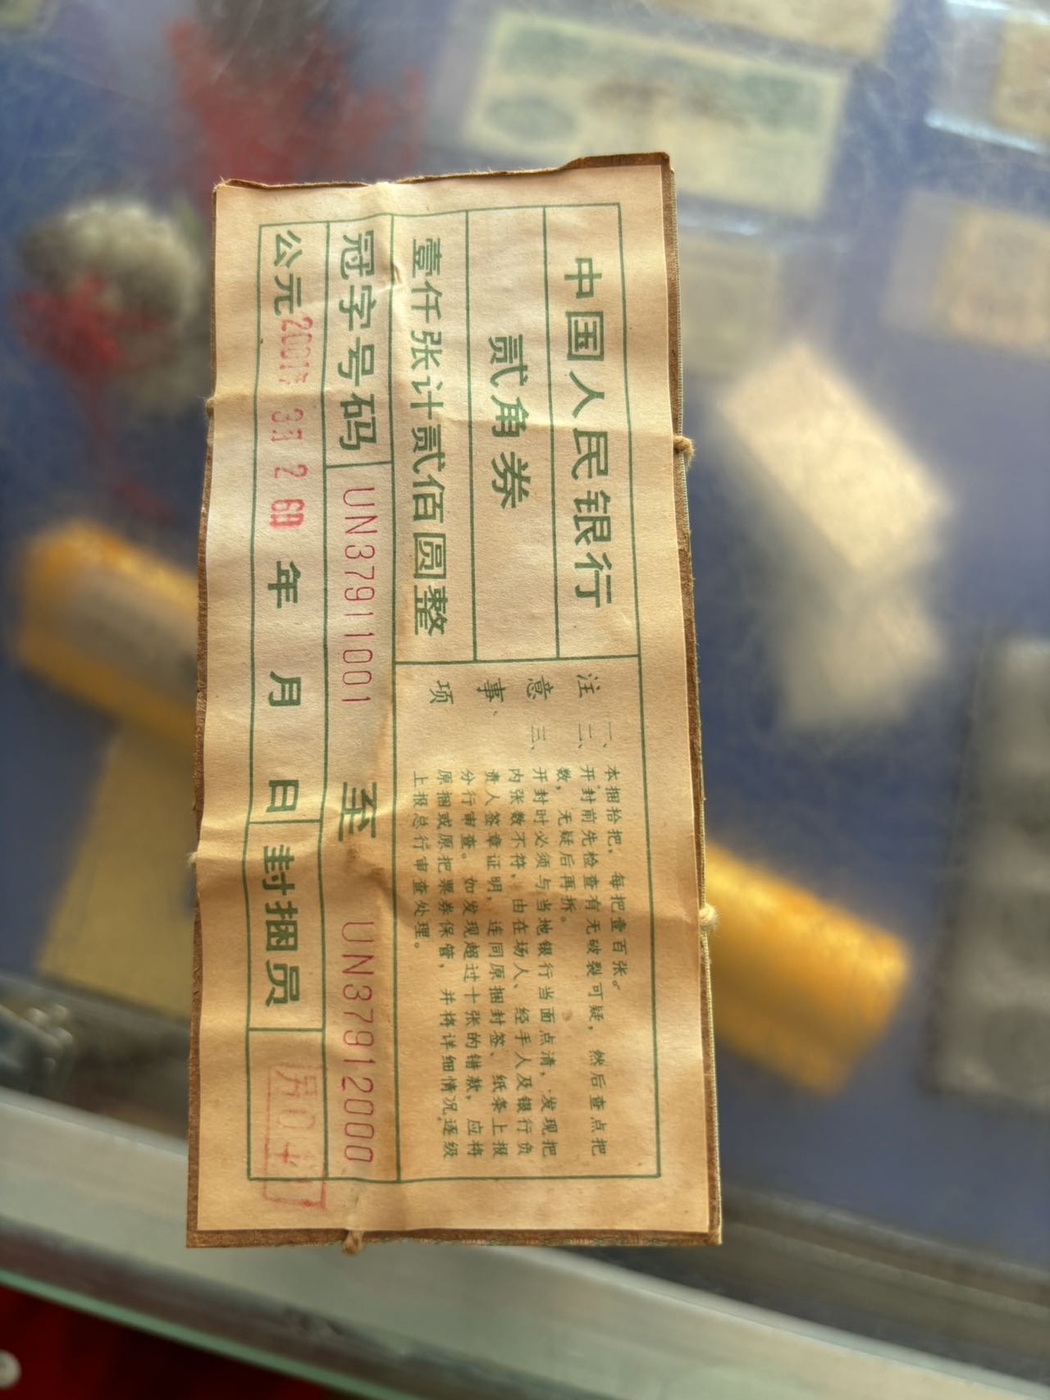 中国人民银行
贰角券
壹仟张计贰佰圆整
冠字号码 UN37911001 至 UN37912000
公元 年 月 日 封捆员
注意事项
一、本捆拾把，每把壹百张。
二、开封前先检查有无破裂可疑，然后查点把
数，无疑后再拆。
三、开封时必须与当地银行当面点清，发现把
内张数不符，由在场人、经手人及银行负
责人签章证明，连同原捆封签、纸条上报
分行审查。如发现超过十张的错款，应将
原捆或原把票券保管，并将详细情况逐级
上报总行审查处理。